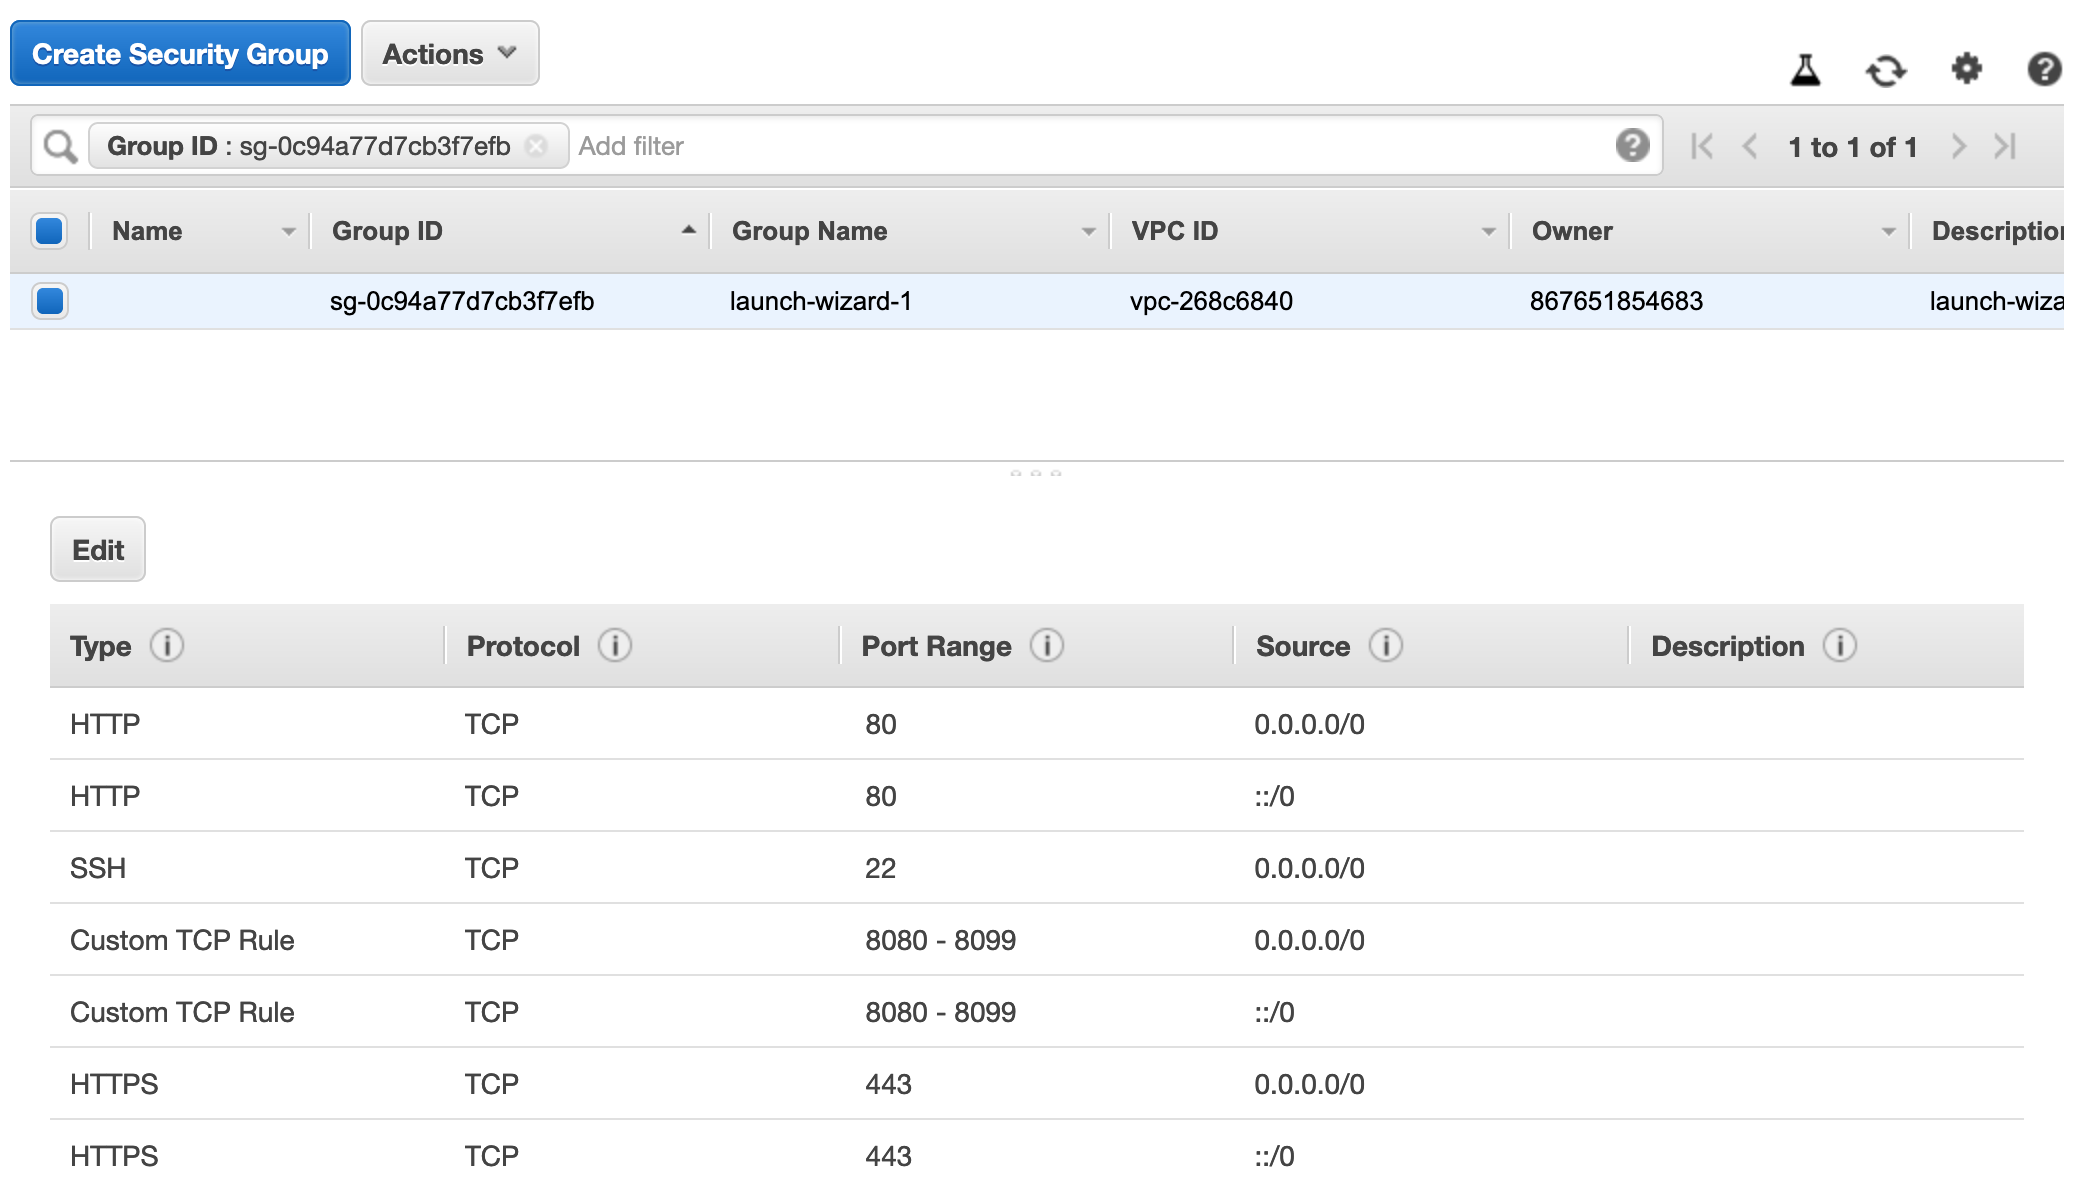 Create Security Group Actions
Group ID : sg-0c94a77d7cb3f7efb Add filter 1 to 1 of 1
Name Group ID Group Name VPC ID Owner Description
sg-0c94a77d7cb3f7efb launch-wizard-1 vpc-268c6840 867651854683 launch-wiza
Edit
Type Protocol Port Range Source Description
HTTP TCP 80 0.0.0.0/0
HTTP TCP 80 ::/0
SSH TCP 22 0.0.0.0/0
Custom TCP Rule TCP 8080 - 8099 0.0.0.0/0
Custom TCP Rule TCP 8080 - 8099 ::/0
HTTPS TCP 443 0.0.0.0/0
HTTPS TCP 443 ::/0